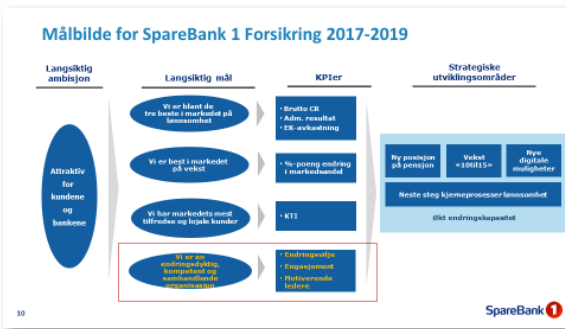 Målbilde for SpareBank 1 Forsikring 2017-2019
Langsiktig
ambisjon
Langsiktig mål
KPIer
Strategiske
utviklingsområder
Attraktiv
for
kundene
og
bankene
Vi er blant de
tre beste i markedet på
lønnsomhet
• Brutto CR
• Adm. resultat
• EK-avkastning
Vi er best i markedet
på vekst
• %-poeng endring
i markedsandel
Vi har markedets mest
tilfredse og lojale kunder
• KTI
Vi er en
endringsdyktig,
kompetent og
samhandlende
organisasjon
• Endringsvilje
• Engasjement
• Motiverende
ledere
Ny posisjon
på pensjon
Vekst
«10til15»
Nye
digitale
muligheter
Neste steg kjerneprosesser lønnsomhet
Økt endringskapasitet
10
SpareBank 1